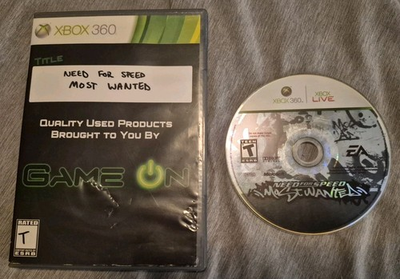 XBOX 360
TITLE
NEED FOR SPEED
MOST WANTED
QUALITY USED PRODUCTS
BROUGHT TO YOU BY
GAME ON
RATED
T
ESRB
XBOX 360
XBOX
LIVE
T
EA
NEED FOR SPEED
MOST WANTED